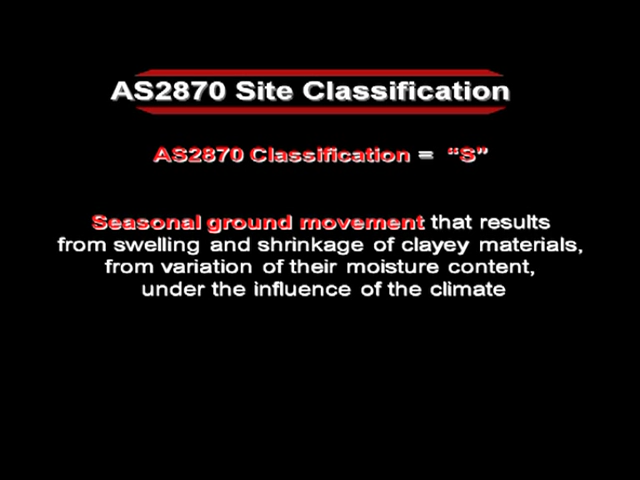 AS2870 Site Classification
AS2870 Classification = “S”
Seasonal ground movement that results
from swelling and shrinkage of clayey materials,
from variation of their moisture content,
under the influence of the climate